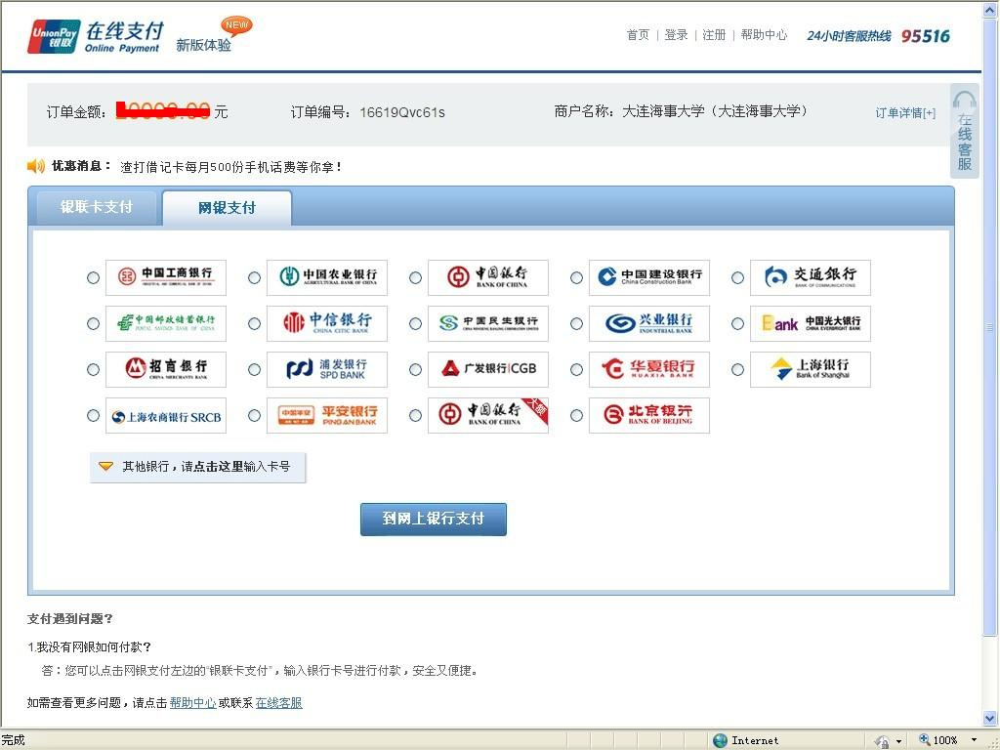 UnionPay 银联 在线支付 Online Payment 新版体验 NEW
首页 | 登录 | 注册 | 帮助中心 24小时客服热线 95516
订单金额： 元 订单编号： 16619Qvc61s 商户名称： 大连海事大学（大连海事大学） 订单详情[+]
在线客服
优惠消息： 渣打借记卡每月500份手机话费等你拿！
银联卡支付 网银支付
中国工商银行 INDUSTRIAL AND COMMERCIAL BANK OF CHINA 中国农业银行 AGRICULTURAL BANK OF CHINA 中国银行 BANK OF CHINA 中国建设银行 China Construction Bank 交通银行 BANK OF COMMUNICATIONS
中国邮政储蓄银行 POSTAL SAVINGS BANK OF CHINA 中信银行 CHINA CITIC BANK 中国民生银行 CHINA MINSHENG BANKING CORPORATION LIMITED 兴业银行 INDUSTRIAL BANK Bank 中国光大银行 CHINA EVERBRIGHT BANK
招商银行 CHINA MERCHANTS BANK 浦发银行 SPD BANK 广发银行|CGB 华夏银行 HUAXIA BANK 上海银行 Bank of Shanghai
上海农商银行 SRCB 中国平安 平安银行 PING AN BANK 中国银行 BANK OF CHINA 大额 北京银行 BANK OF BEIJING
其他银行，请点击这里输入卡号
到网上银行支付
支付遇到问题？
1.我没有网银如何付款？
答：您可以点击网银支付左边的“银联卡支付”，输入银行卡号进行付款，安全又便捷。
如需查看更多问题，请点击 帮助中心 或联系 在线客服
完成 Internet 100%